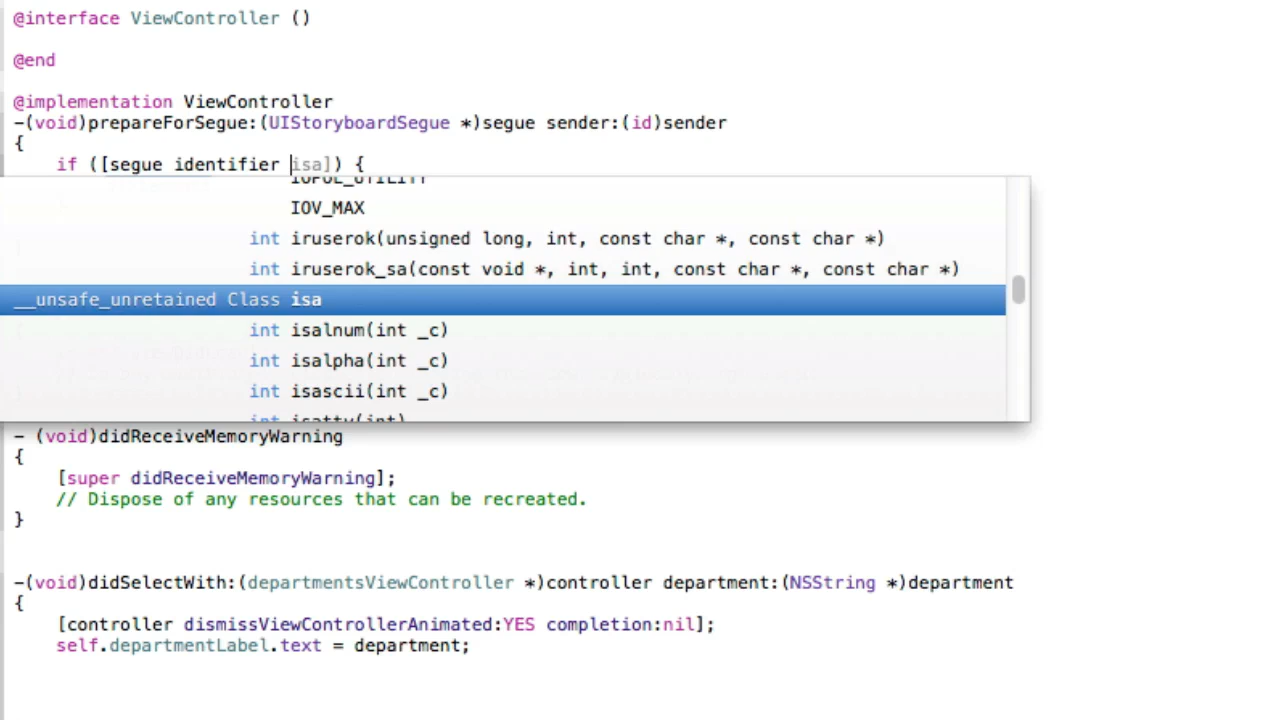 @interface ViewController ()
@end
@implementation ViewController
-(void)prepareForSegue:(UIStoryboardSegue *)segue sender:(id)sender
{
if ([segue identifier isa]) {
IOV_MAX
int iruserok(unsigned long, int, const char *, const char *)
int iruserok_sa(const void *, int, int, const char *, const char *)
__unsafe_unretained Class isa
int isalnum(int _c)
int isalpha(int _c)
int isascii(int _c)
int isatty(int)
- (void)didReceiveMemoryWarning
{
[super didReceiveMemoryWarning];
// Dispose of any resources that can be recreated.
}
-(void)didSelectWith:(departmentsViewController *)controller department:(NSString *)department
{
[controller dismissViewControllerAnimated:YES completion:nil];
self.departmentLabel.text = department;